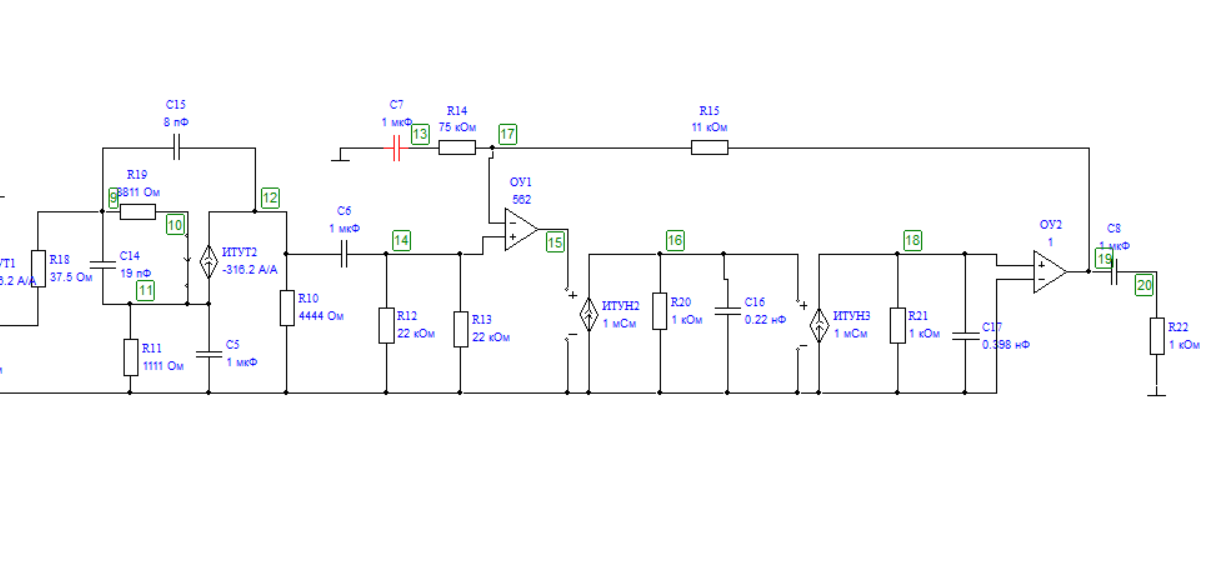 C15
8 пФ
C7
1 мкФ
13
R14
75 кОм
17
R15
11 кОм
R19
3811 Ом
9
10
12
C6
1 мкФ
14
ОУ1
562
15
16
18
ОУ2
1
C8
1 мкФ
19
20
R18
37.5 Ом
C14
19 пФ
11
ИТУТ2
-316.2 А/А
R10
4444 Ом
R12
22 кОм
R13
22 кОм
R11
1111 Ом
C5
1 мкФ
ИТУН2
1 мСм
R20
1 кОм
C16
0.22 нФ
ИТУН3
1 мСм
R21
1 кОм
C17
0.398 нФ
R22
1 кОм